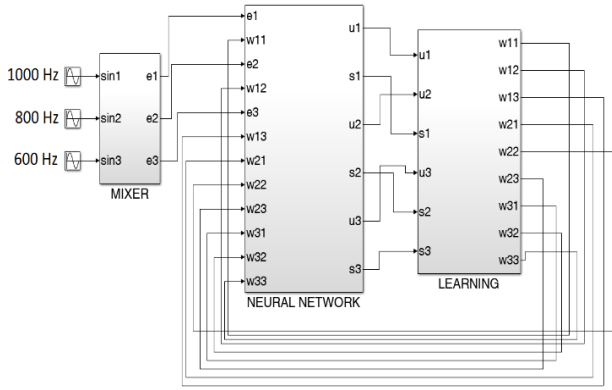 1000 Hz
800 Hz
600 Hz
sin1
sin2
sin3
e1
e2
e3
MIXER
e1
w11
e2
w12
e3
w13
w21
w22
w23
w31
w32
w33
u1
s1
u2
s2
u3
s3
NEURAL NETWORK
u1
u2
s1
u3
s2
s3
w11
w12
w13
w21
w22
w23
w31
w32
w33
LEARNING